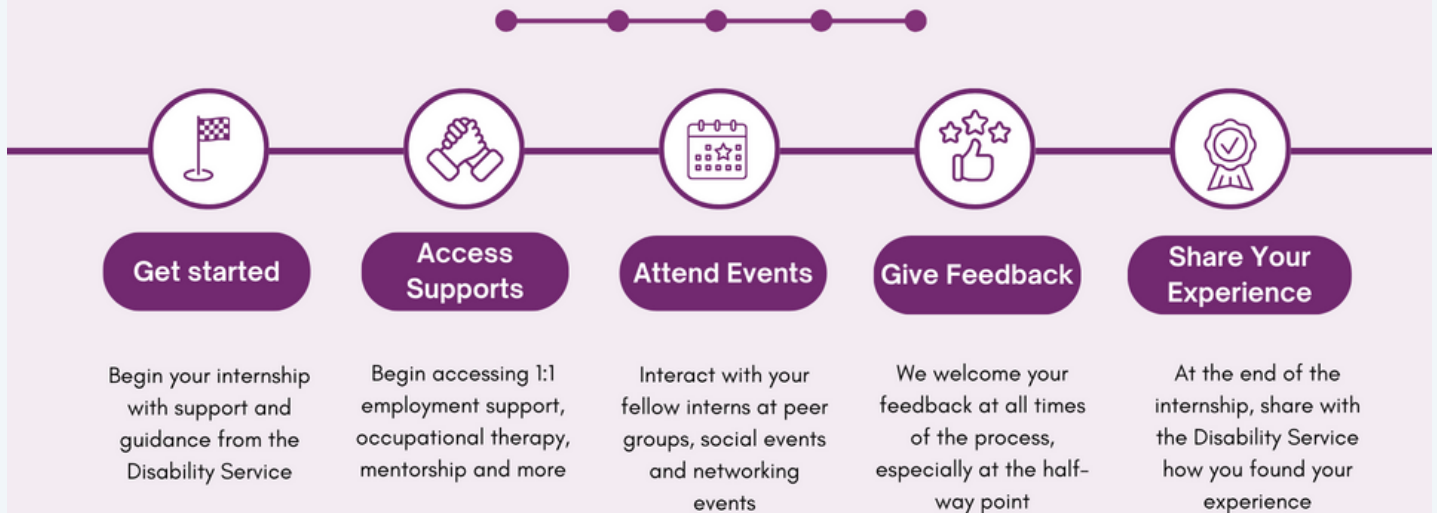 Get started
Begin your internship
with support and
guidance from the
Disability Service
Access
Supports
Begin accessing 1:1
employment support,
occupational therapy,
mentorship and more
Attend Events
Interact with your
fellow interns at peer
groups, social events
and networking
events
Give Feedback
We welcome your
feedback at all times
of the process,
especially at the half-
way point
Share Your
Experience
At the end of the
internship, share with
the Disability Service
how you found your
experience